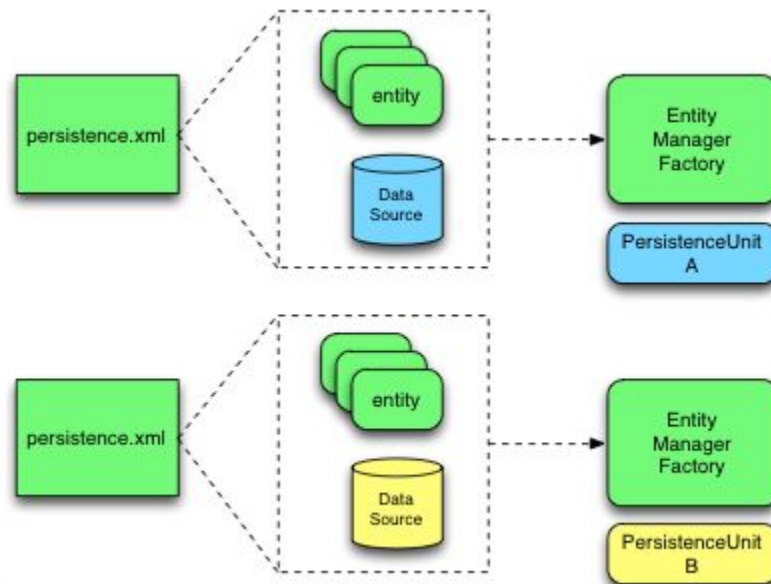 entity
persistence.xml
Data
Source
Entity
Manager
Factory
PersistenceUnit
A
entity
persistence.xml
Data
Source
Entity
Manager
Factory
PersistenceUnit
B